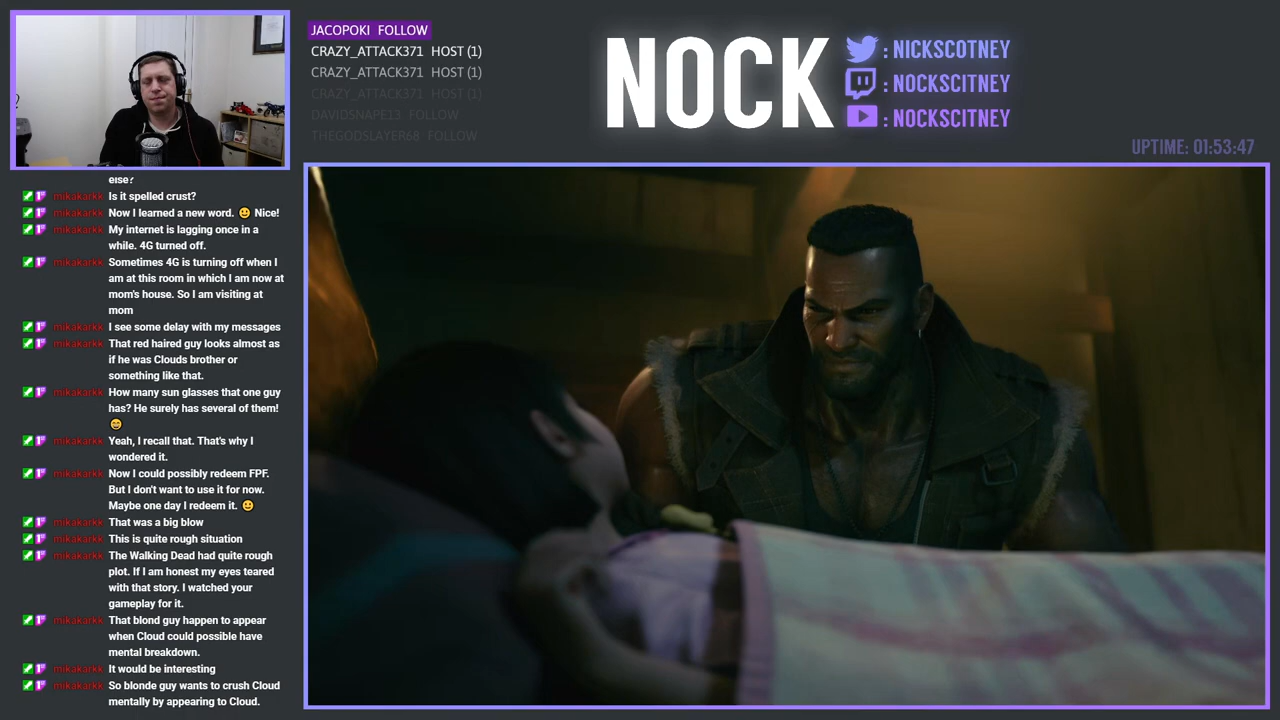 JACOPOKI FOLLOW
CRAZY_ATTACK371 HOST (1)
CRAZY_ATTACK371 HOST (1)
CRAZY_ATTACK371 HOST (1)
DAVIDSNAPE13 FOLLOW
THEGODSLAYER68 FOLLOW
NOCK
: NICKSCOTNEY
: NOCKSCITNEY
: NOCKSCITNEY
UPTIME: 01:53:47
else?
mikakarkk Is it spelled crust?
mikakarkk Now I learned a new word. 😃 Nice!
mikakarkk My internet is lagging once in a
while. 4G turned off.
mikakarkk Sometimes 4G is turning off when I
am at this room in which I am now at
mom's house. So I am visiting at
mom
mikakarkk I see some delay with my messages
mikakarkk That red haired guy looks almost as
if he was Clouds brother or
something like that.
mikakarkk How many sun glasses that one guy
has? He surely has several of them!
😄
mikakarkk Yeah, I recall that. That's why I
wondered it.
mikakarkk Now I could possibly redeem FPF.
But I don't want to use it for now.
Maybe one day I redeem it. 😃
mikakarkk That was a big blow
mikakarkk This is quite rough situation
mikakarkk The Walking Dead had quite rough
plot. If I am honest my eyes teared
with that story. I watched your
gameplay for it.
mikakarkk That blond guy happen to appear
when Cloud could possible have
mental breakdown.
mikakarkk It would be interesting
mikakarkk So blonde guy wants to crush Cloud
mentally by appearing to Cloud.